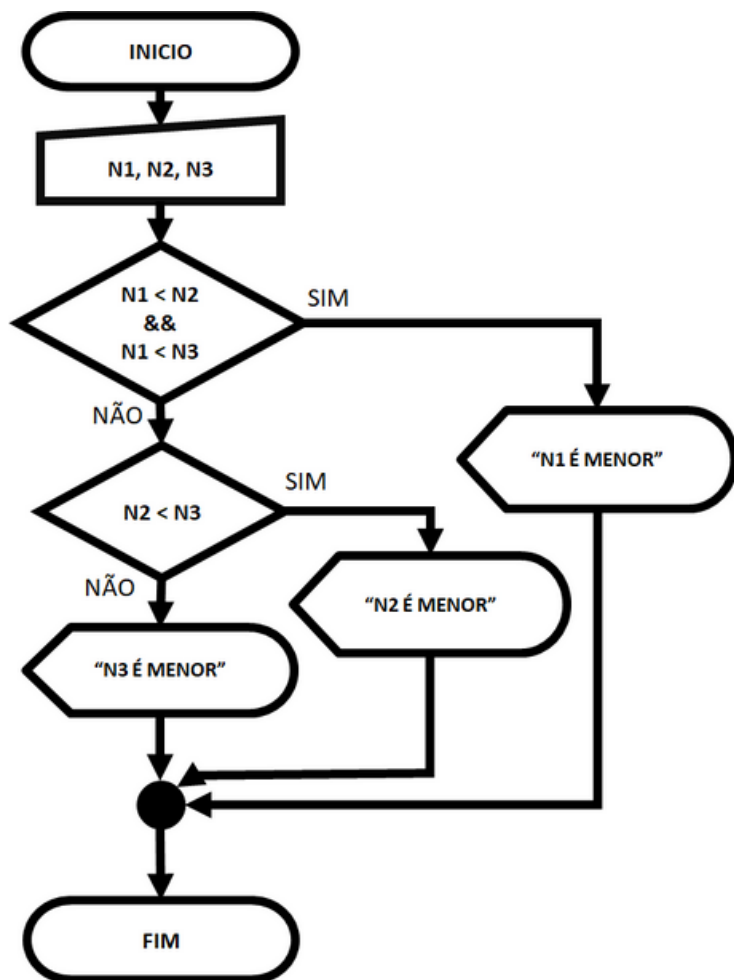 INICIO
N1, N2, N3
N1 < N2
&&
N1 < N3
SIM
NÃO
“N1 É MENOR”
N2 < N3
SIM
NÃO
“N2 É MENOR”
“N3 É MENOR”
FIM